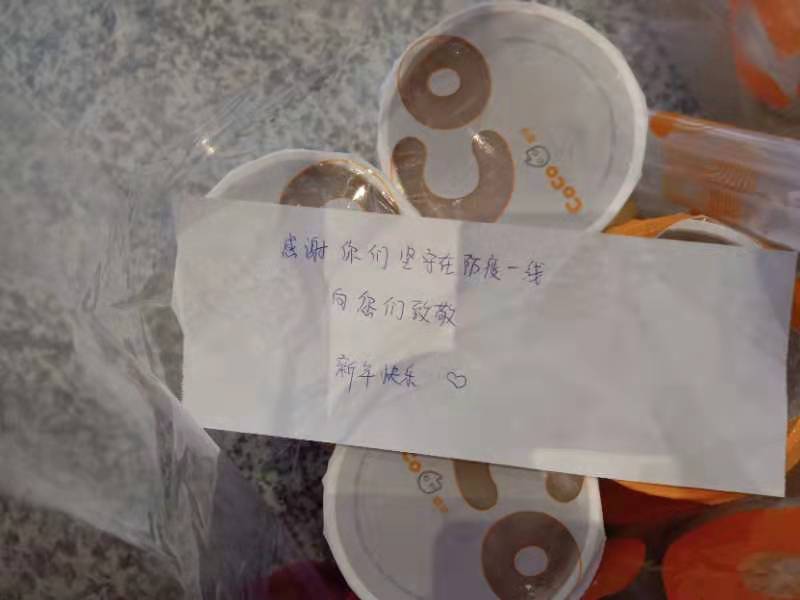 coco
感谢你们坚守在防疫一线
向您们致敬
新年快乐 ♡
co